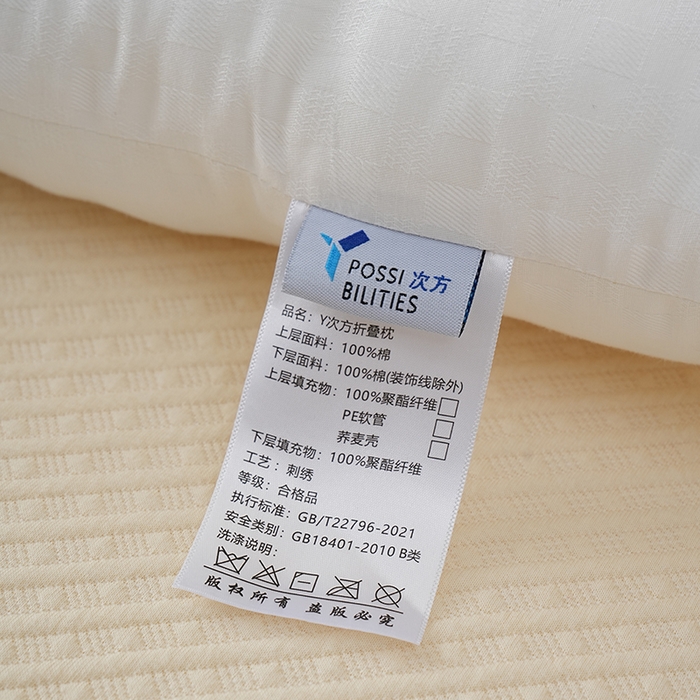 POSSI
BILITIES
次方
品名：Y次方折叠枕
上层面料：100%棉
下层面料：100%棉(装饰线除外)
上层填充物：100%聚酯纤维
PE软管
荞麦壳
下层填充物：100%聚酯纤维
工艺：刺绣
等级：合格品
执行标准：GB/T22796-2021
安全类别：GB18401-2010 B类
洗涤说明：
版权所有 盗版必究